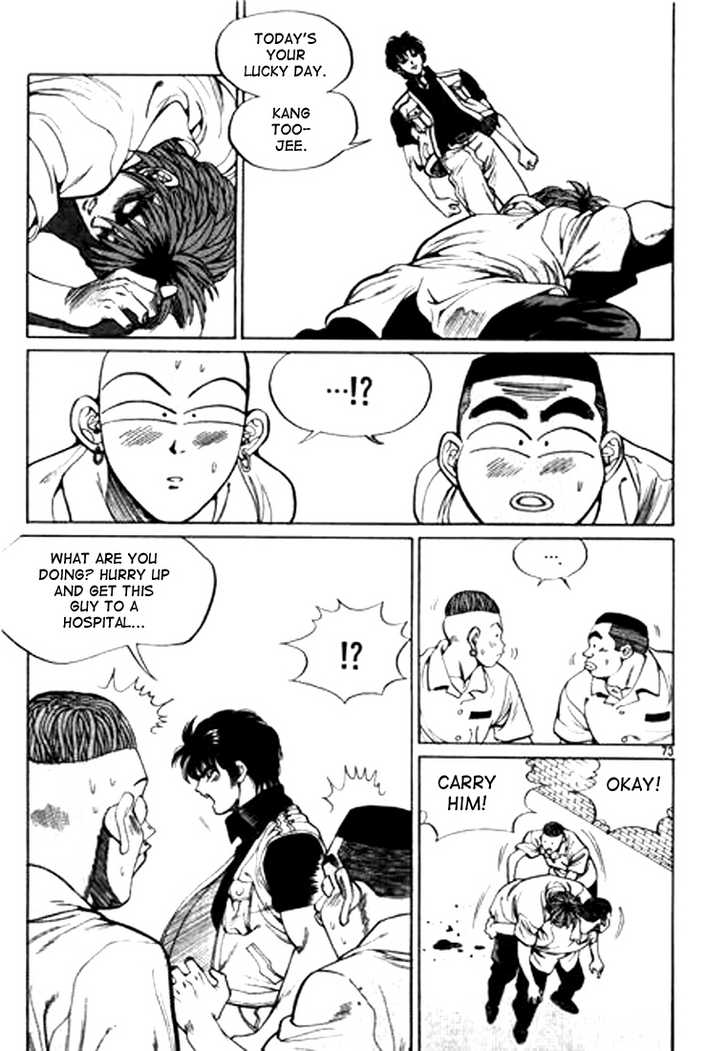 TODAY'S
YOUR
LUCKY DAY.
KANG
TOO-
JEE.
...!?
WHAT ARE YOU
DOING? HURRY UP
AND GET THIS
GUY TO A
HOSPITAL...
!?
...
73
CARRY
HIM!
OKAY!